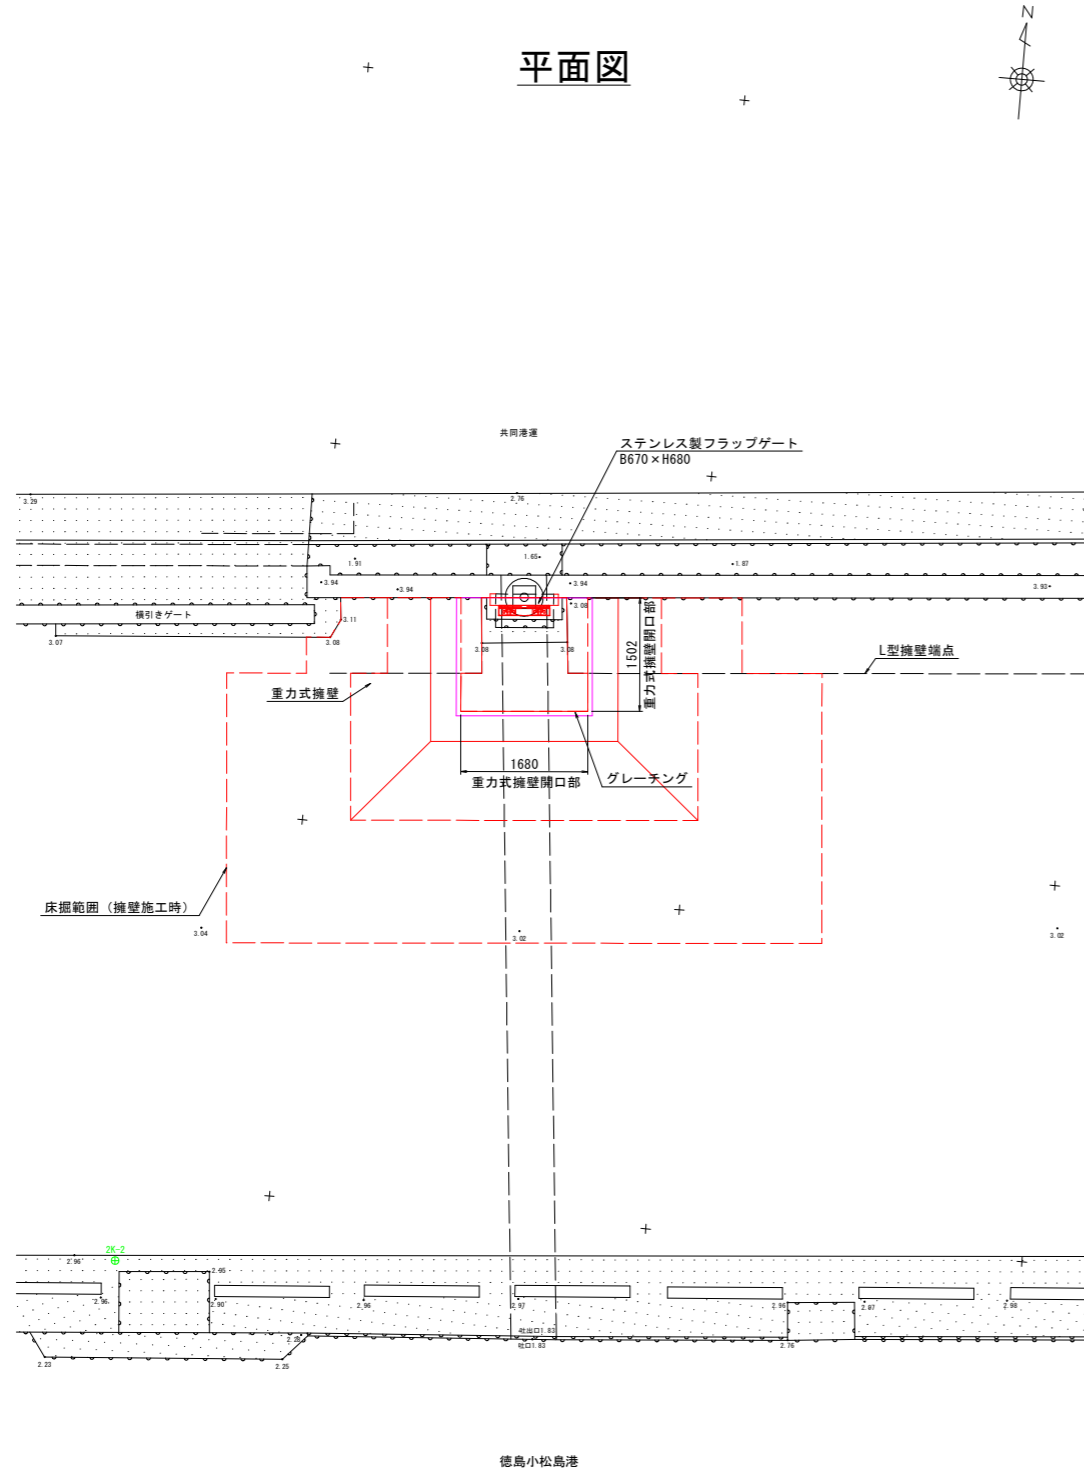 平面図
N
共同港運
ステンレス製フラップゲート
B670×H680
3.29
2.76
1.91
1.65
1.87
3.94
3.94
3.94
3.93
横引きゲート
3.11
3.08
3.07
3.08
3.08
3.08
1502
重力式擁壁開口部
L型擁壁端点
重力式擁壁
1680
重力式擁壁開口部
グレーチング
床掘範囲（擁壁施工時）
3.04
3.02
3.02
2K-2
2.96
2.95
2.96
2.90
2.96
2.97
2.96
2.97
2.98
吐出口1.83
吐口1.83
2.28
2.76
2.23
2.25
徳島小松島港